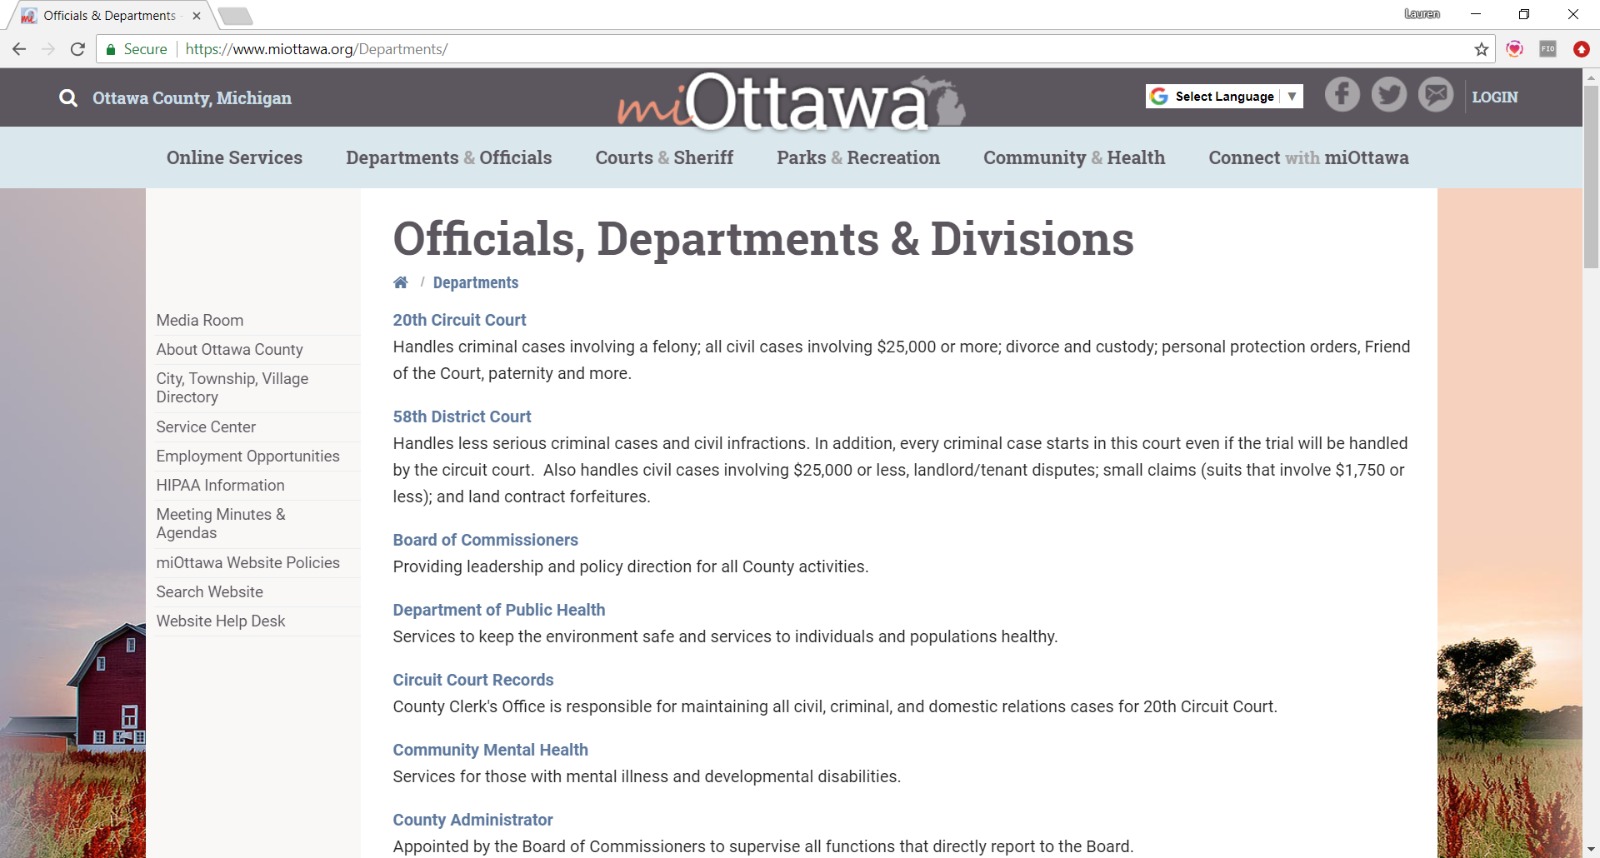 Officials & Departments
Lauren
Secure
https://www.miottawa.org/Departments/
FIO
Ottawa County, Michigan
miOttawa
Select Language
LOGIN
Online Services
Departments & Officials
Courts & Sheriff
Parks & Recreation
Community & Health
Connect with miOttawa
Media Room
About Ottawa County
City, Township, Village
Directory
Service Center
Employment Opportunities
HIPAA Information
Meeting Minutes &
Agendas
miOttawa Website Policies
Search Website
Website Help Desk
Officials, Departments & Divisions
/ Departments
20th Circuit Court
Handles criminal cases involving a felony; all civil cases involving $25,000 or more; divorce and custody; personal protection orders, Friend
of the Court, paternity and more.
58th District Court
Handles less serious criminal cases and civil infractions. In addition, every criminal case starts in this court even if the trial will be handled
by the circuit court.  Also handles civil cases involving $25,000 or less, landlord/tenant disputes; small claims (suits that involve $1,750 or
less); and land contract forfeitures.
Board of Commissioners
Providing leadership and policy direction for all County activities.
Department of Public Health
Services to keep the environment safe and services to individuals and populations healthy.
Circuit Court Records
County Clerk's Office is responsible for maintaining all civil, criminal, and domestic relations cases for 20th Circuit Court.
Community Mental Health
Services for those with mental illness and developmental disabilities.
County Administrator
Appointed by the Board of Commissioners to supervise all functions that directly report to the Board.